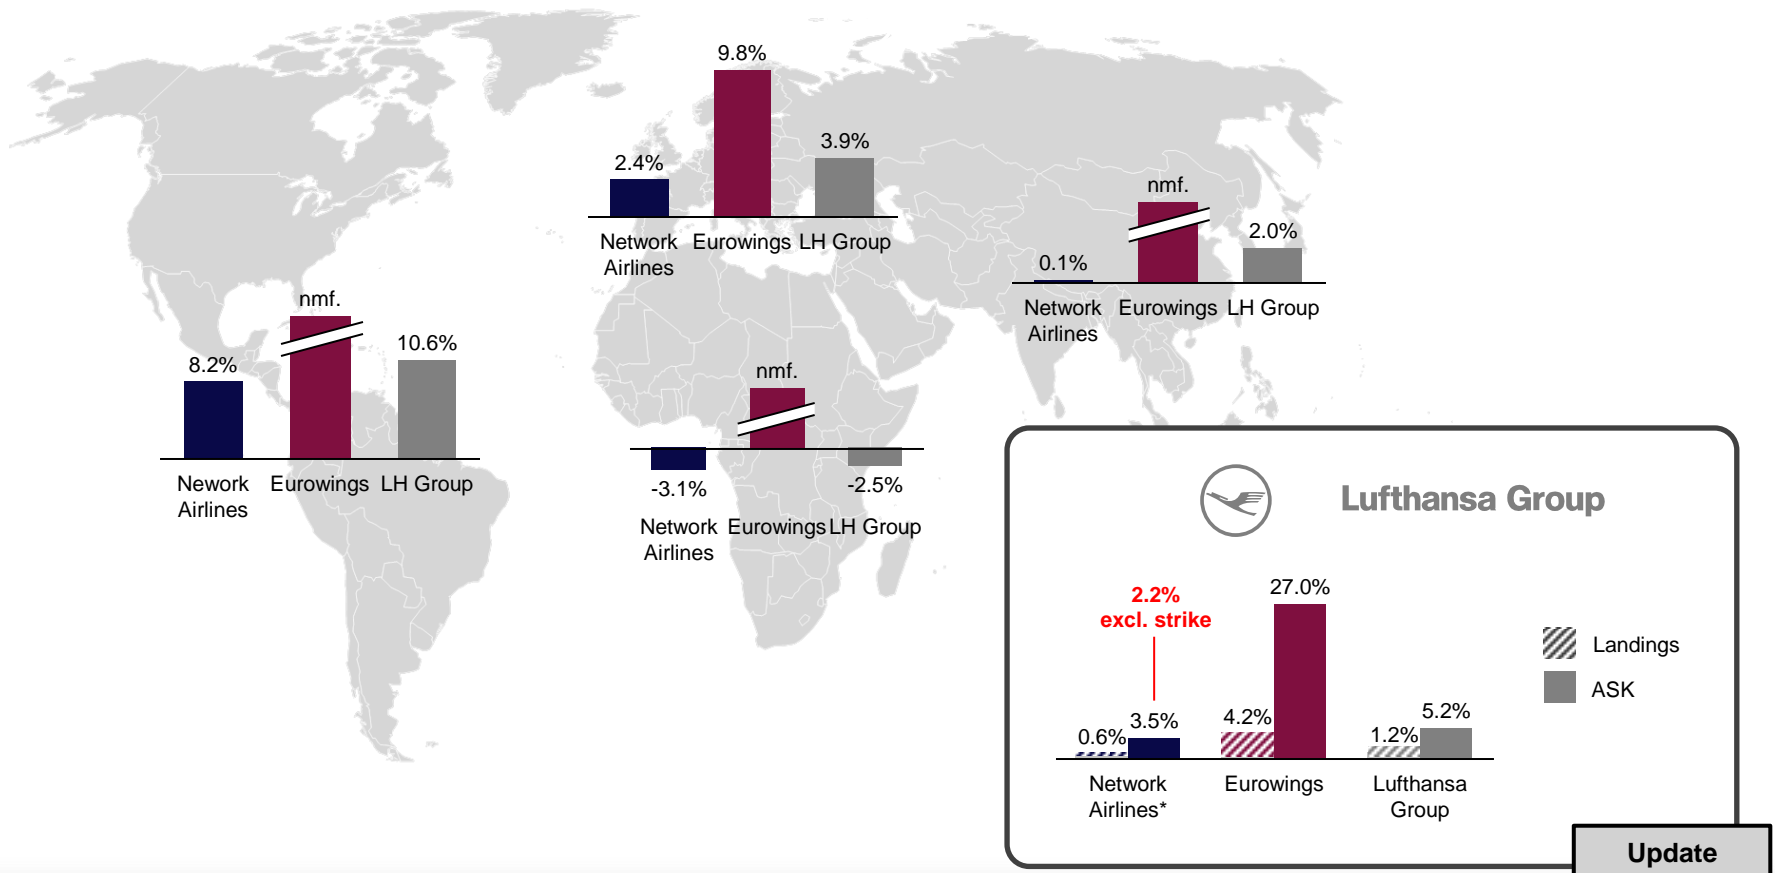 9.8%
3.9%
2.4%
Network
Airlines
Eurowings
LH Group
nmf.
2.0%
0.1%
Network
Airlines
Eurowings
LH Group
nmf.
10.6%
8.2%
Nework
Airlines
Eurowings
LH Group
nmf.
-3.1%
-2.5%
Network
Airlines
Eurowings
LH Group
Lufthansa Group
2.2%
excl. strike
27.0%
0.6%
3.5%
4.2%
1.2%
5.2%
Network
Airlines*
Eurowings
Lufthansa
Group
Landings
ASK
Update